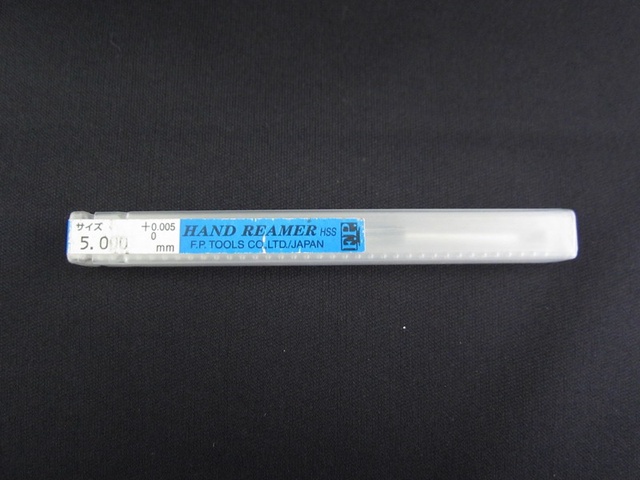 サイズ
5.000 +0.005
0
mm
HAND REAMER HSS
F.P. TOOLS CO.,LTD./JAPAN
F.P.